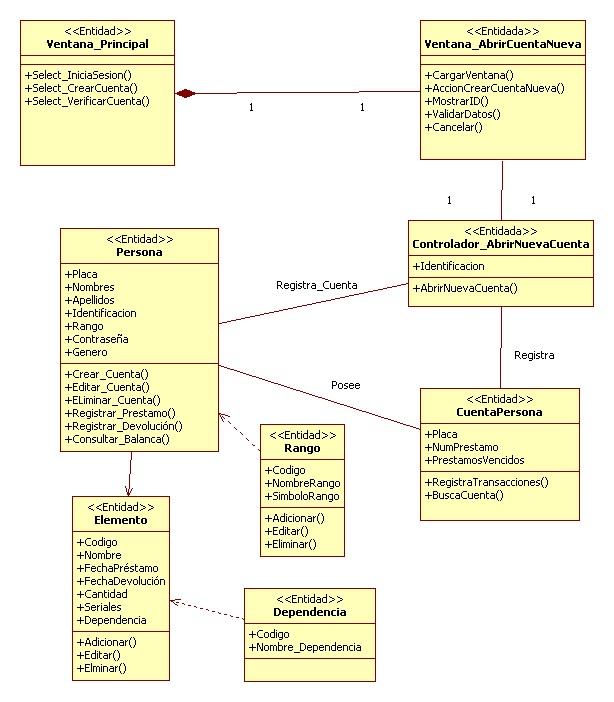 <<Entidad>>
Ventana_Principal
+Select_IniciaSesion()
+Select_CrearCuenta()
+Select_VerificarCuenta()
<<Entidada>>
Ventana_AbrirCuentaNueva
+CargarVentana()
+AccionCrearCuentaNueva()
+MostrarID()
+ValidarDatos()
+Cancelar()
1
1
1
1
<<Entidada>>
Controlador_AbrirNuevaCuenta
+Identificacion
+AbrirNuevaCuenta()
<<Entidad>>
Persona
+Placa
+Nombres
+Apellidos
+Identificacion
+Rango
+Contraseña
+Genero
+Crear_Cuenta()
+Editar_Cuenta()
+ELiminar_Cuenta()
+Registrar_Prestamo()
+Registrar_Devolución()
+Consultar_Balanca()
Registra_Cuenta
Registra
Posee
<<Entidad>>
CuentaPersona
+Placa
+NumPrestamo
+PrestamosVencidos
+RegistraTransacciones()
+BuscaCuenta()
<<Entidad>>
Rango
+Codigo
+NombreRango
+SimboloRango
+Adicionar()
+Editar()
+Eliminar()
<<Entidad>>
Elemento
+Codigo
+Nombre
+FechaPréstamo
+FechaDevolución
+Cantidad
+Seriales
+Dependencia
+Adicionar()
+Editar()
+Elminar()
<<Entidad>>
Dependencia
+Codigo
+Nombre_Dependencia